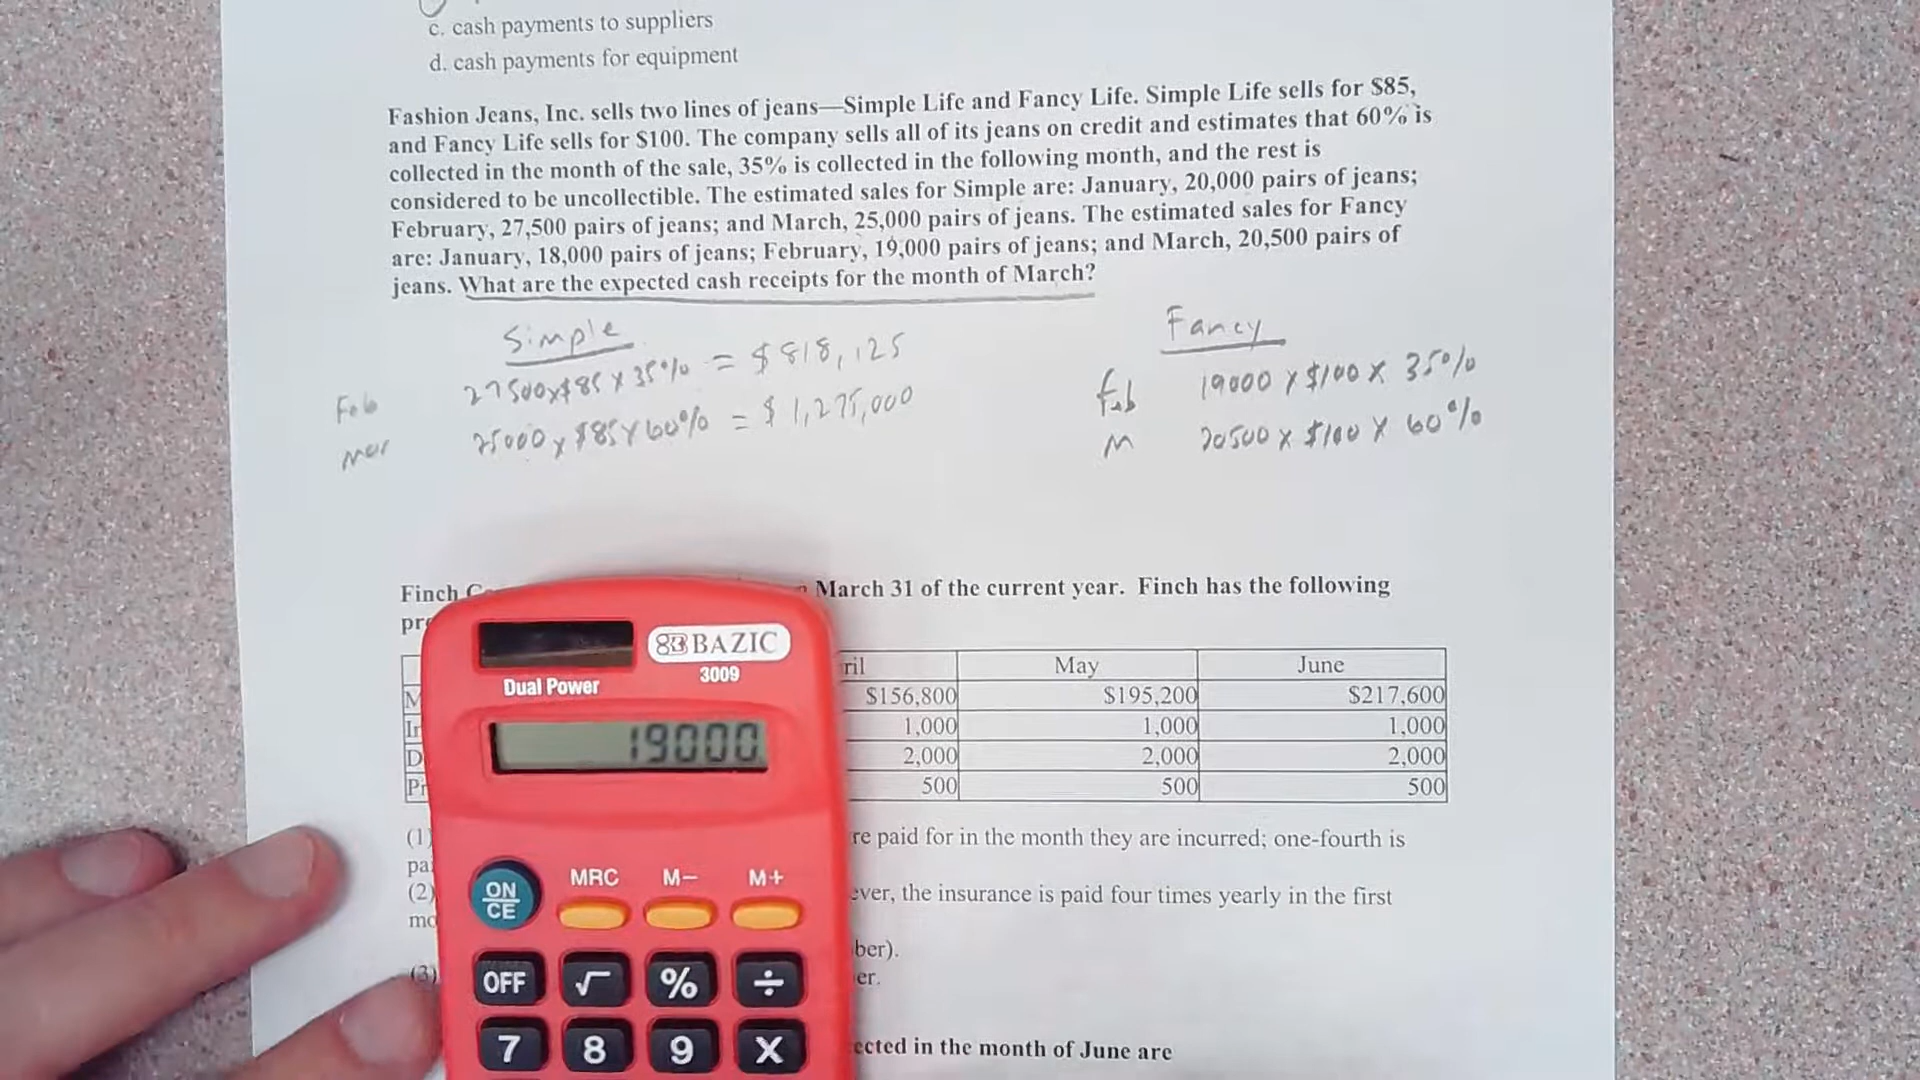 c. cash payments to suppliers
d. cash payments for equipment
Fashion Jeans, Inc. sells two lines of jeans—Simple Life and Fancy Life. Simple Life sells for $85,
and Fancy Life sells for $100. The company sells all of its jeans on credit and estimates that 60% is
collected in the month of the sale, 35% is collected in the following month, and the rest is
considered to be uncollectible. The estimated sales for Simple are: January, 20,000 pairs of jeans;
February, 27,500 pairs of jeans; and March, 25,000 pairs of jeans. The estimated sales for Fancy
are: January, 18,000 pairs of jeans; February, 19,000 pairs of jeans; and March, 20,500 pairs of
jeans. What are the expected cash receipts for the month of March?
Simple
Feb 27500x$85 x 35% = $818,125
mar 25000 x $85 x 60% = $1,275,000
Fancy
Feb 19000 x $100 x 35%
M 20500 x $100 x 60%
Finch March 31 of the current year. Finch has the following
ril May June
$156,800 $195,200 $217,600
1,000 1,000 1,000
2,000 2,000 2,000
500 500 500
(1) re paid for in the month they are incurred; one-fourth is
(2) ever, the insurance is paid four times yearly in the first
ber).
(3) er.
ected in the month of June are
BAZIC
3009
Dual Power
19000
MRC M- M+
ON
CE
OFF √ % ÷
7 8 9 X